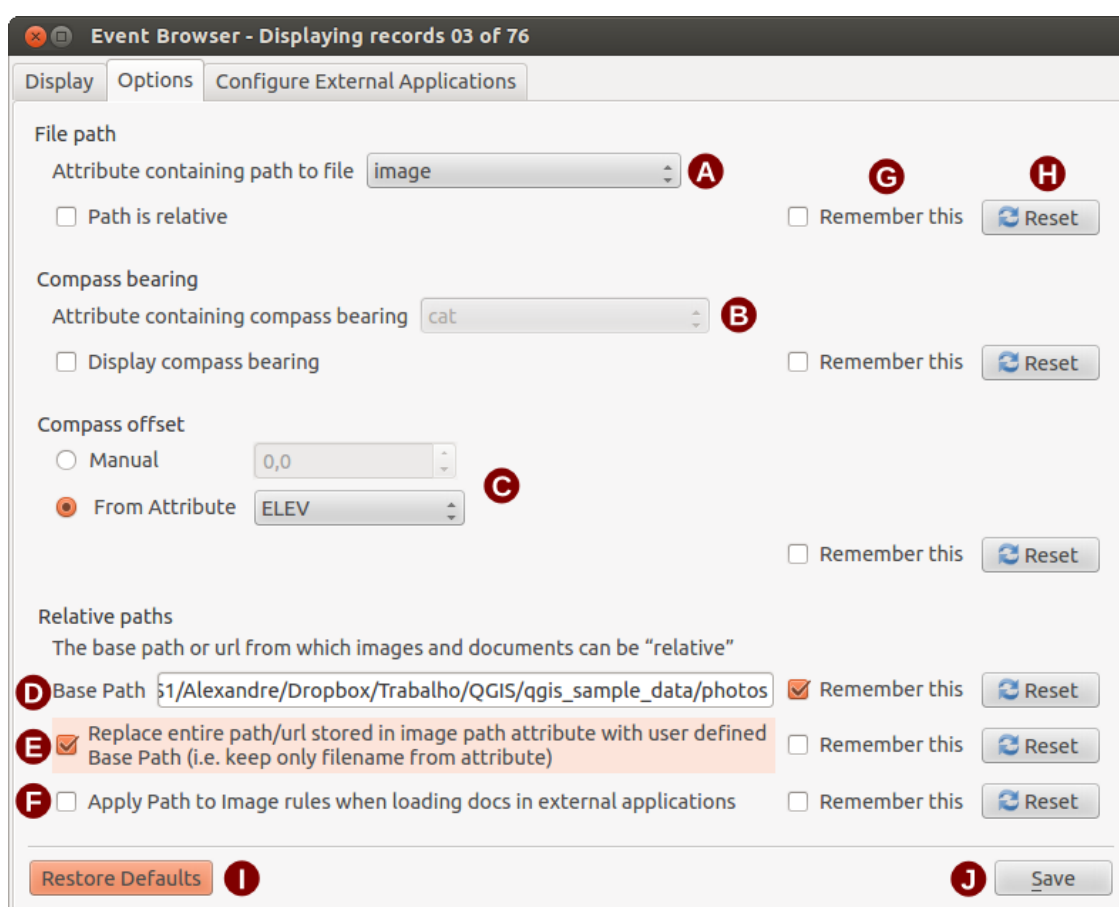 Event Browser - Displaying records 03 of 76
Display Options Configure External Applications
File path
Attribute containing path to file image A G H
Path is relative Remember this Reset
Compass bearing
Attribute containing compass bearing cat B
Display compass bearing Remember this Reset
Compass offset
Manual 0,0
C
From Attribute ELEV
Remember this Reset
Relative paths
The base path or url from which images and documents can be “relative”
D Base Path S1/Alexandre/Dropbox/Trabalho/QGIS/qgis_sample_data/photos Remember this Reset
E Replace entire path/url stored in image path attribute with user defined
Base Path (i.e. keep only filename from attribute) Remember this Reset
F Apply Path to Image rules when loading docs in external applications Remember this Reset
Restore Defaults I J Save